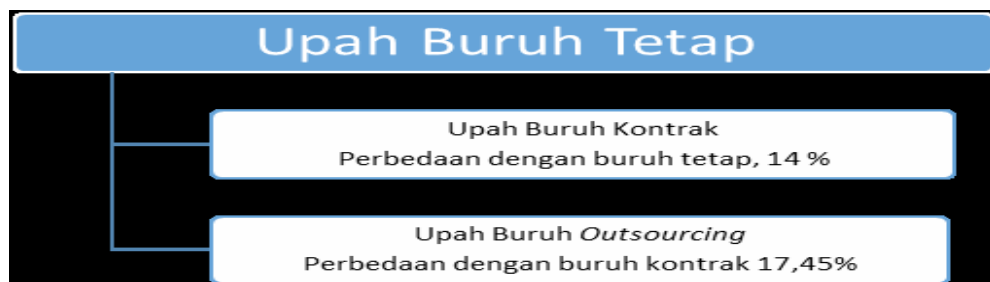 Upah Buruh Tetap
Upah Buruh Kontrak
Perbedaan dengan buruh tetap, 14 %
Upah Buruh Outsourcing
Perbedaan dengan buruh kontrak 17,45%